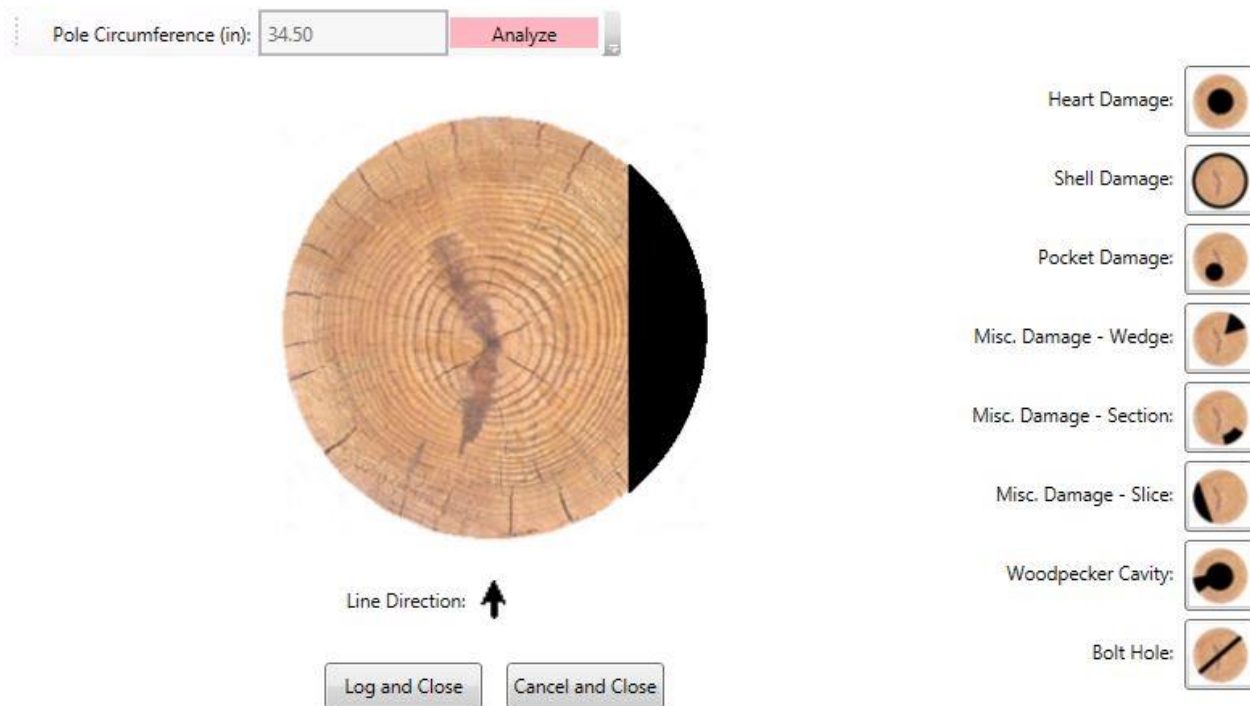 Pole Circumference (in): 34.50 Analyze
Heart Damage:
Shell Damage:
Pocket Damage:
Misc. Damage - Wedge:
Misc. Damage - Section:
Misc. Damage - Slice:
Woodpecker Cavity:
Bolt Hole:
Line Direction:
Log and Close Cancel and Close